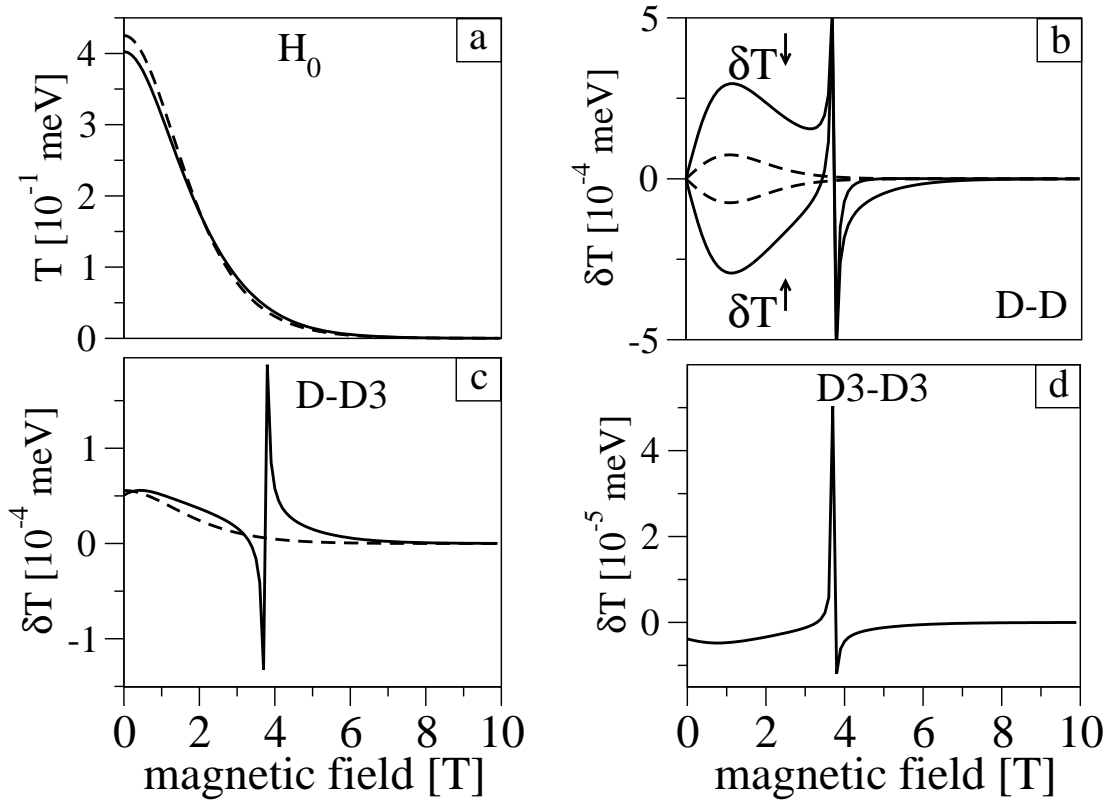 a
H₀
T [10⁻¹ meV]
4
3
2
1
0
b
δT↓
δT [10⁻⁴ meV]
5
0
-5
δT↑
D-D
c
D-D3
δT [10⁻⁴ meV]
1
0
-1
0 2 4 6 8 10
magnetic field [T]
d
D3-D3
δT [10⁻⁵ meV]
4
2
0
0 2 4 6 8 10
magnetic field [T]